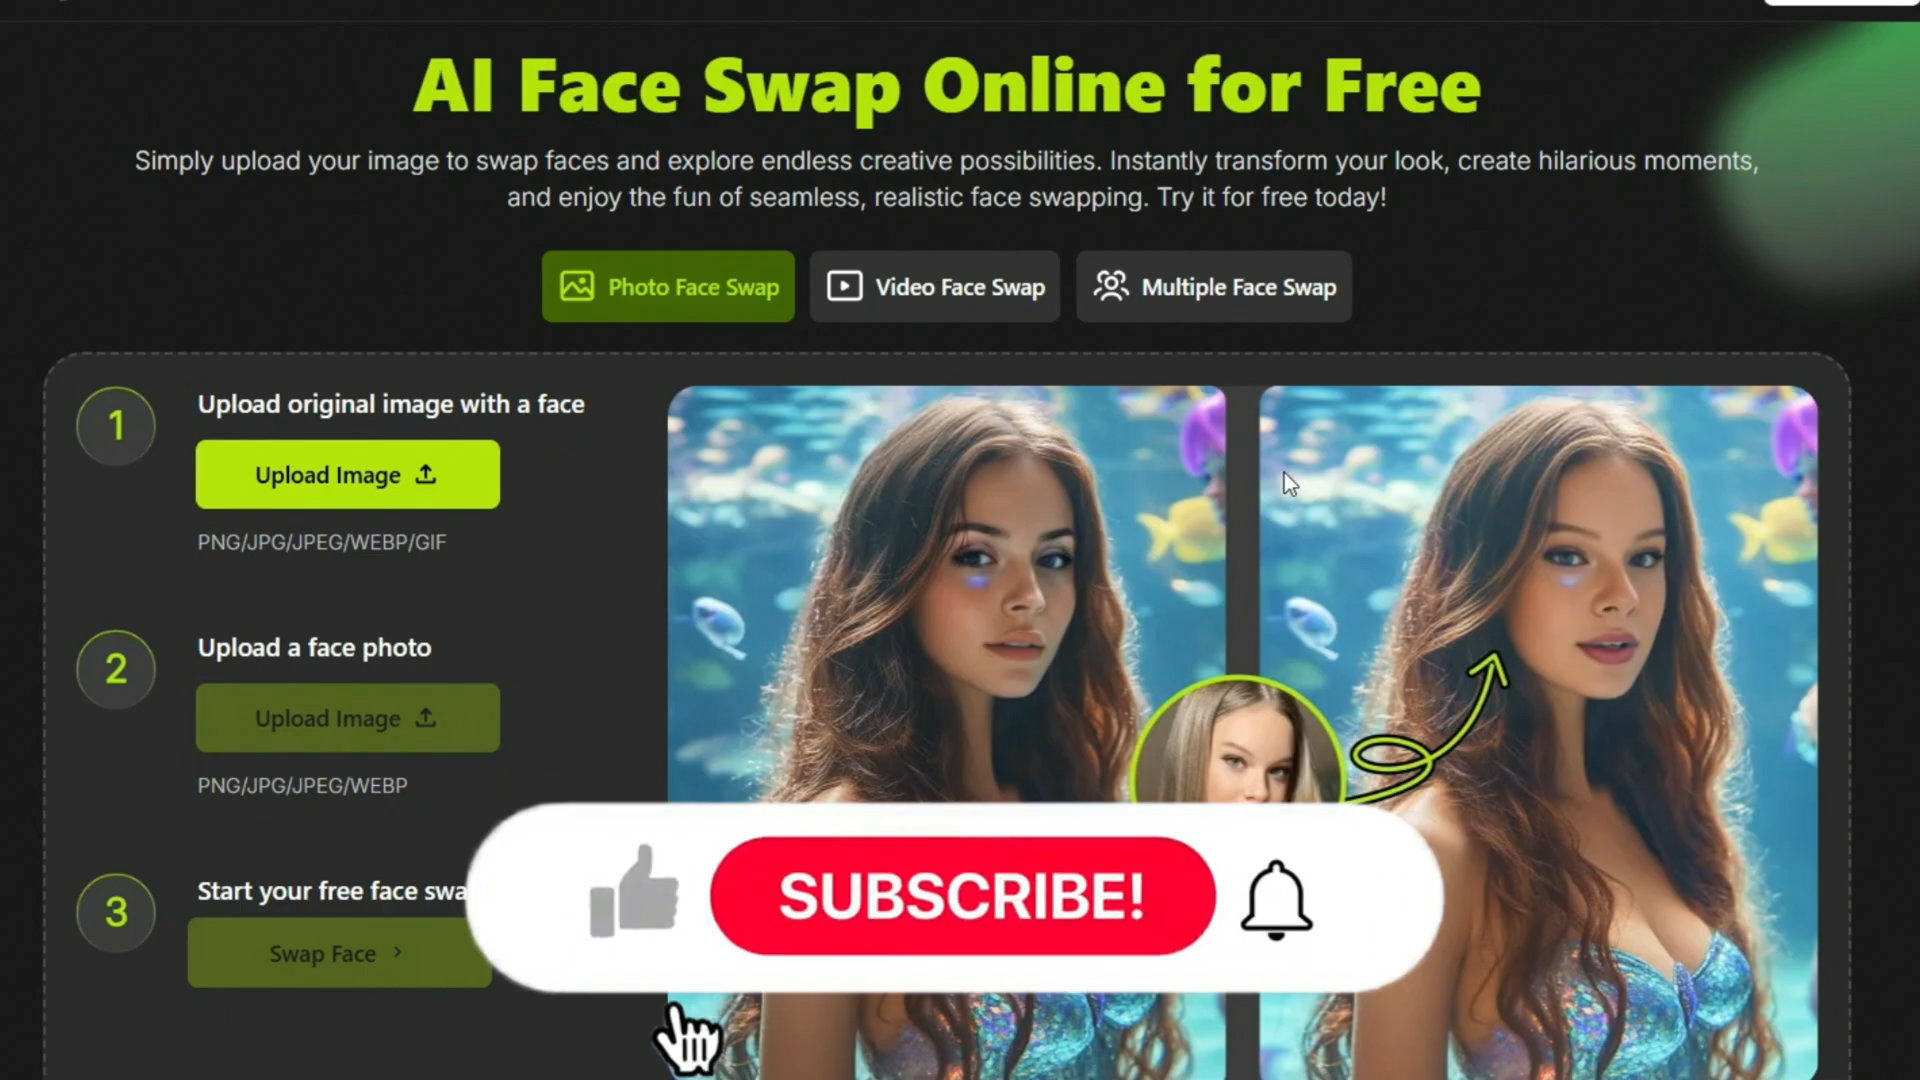 AI Face Swap Online for Free
Simply upload your image to swap faces and explore endless creative possibilities. Instantly transform your look, create hilarious moments,
and enjoy the fun of seamless, realistic face swapping. Try it for free today!
Photo Face Swap
Video Face Swap
Multiple Face Swap
1
Upload original image with a face
Upload Image
PNG/JPG/JPEG/WEBP/GIF
2
Upload a face photo
Upload Image
PNG/JPG/JPEG/WEBP
3
Start your free face swa
Swap Face
SUBSCRIBE!